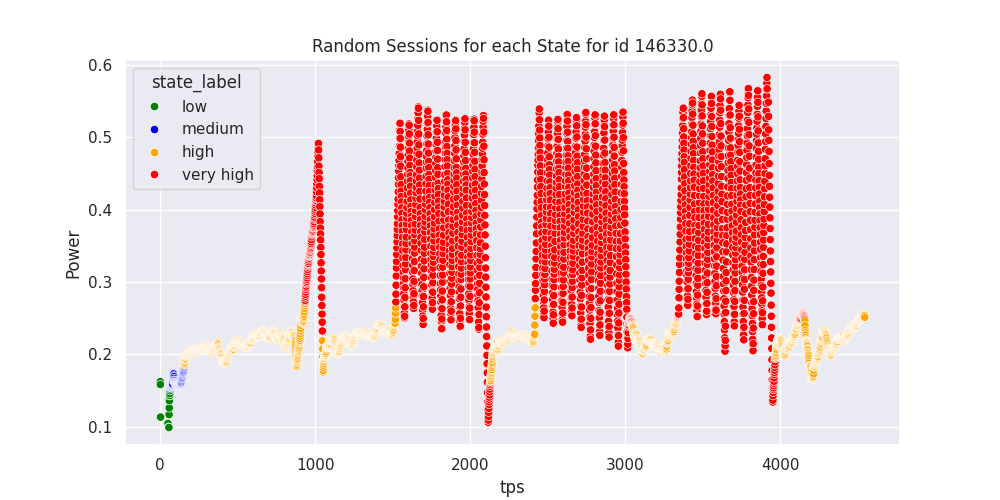 Random Sessions for each State for id 146330.0
state_label
low
medium
high
very high
0.6
0.5
0.4
0.3
0.2
0.1
Power
0 1000 2000 3000 4000
tps